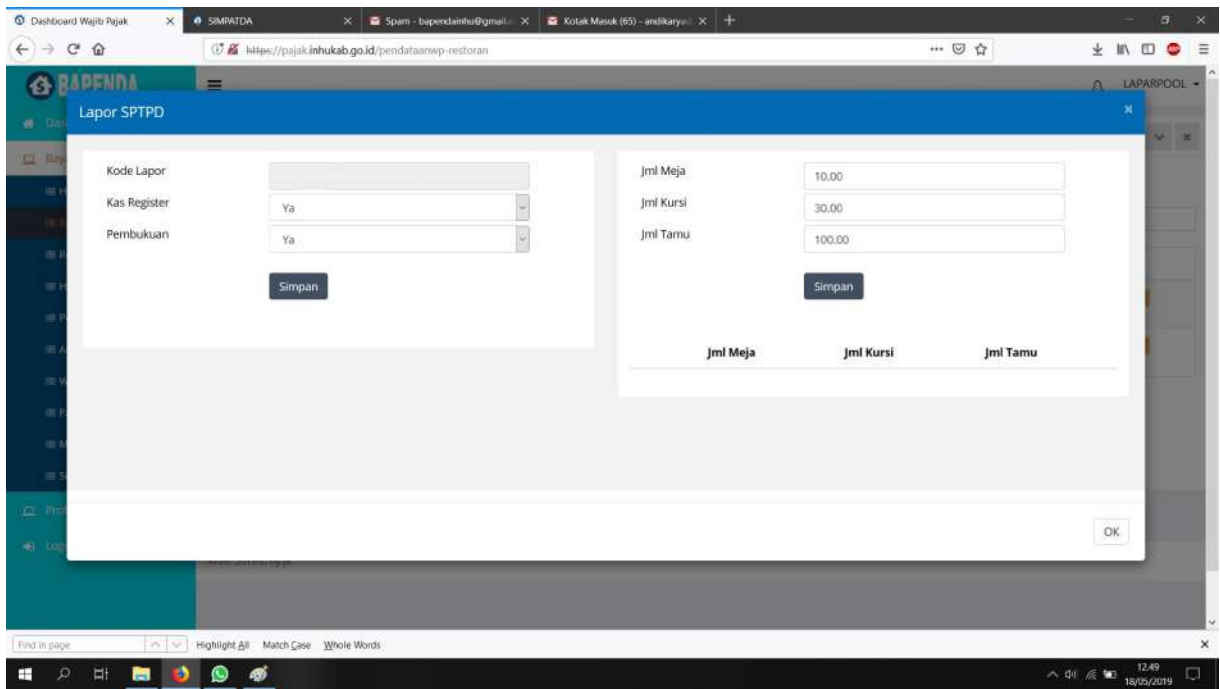 Dashboard Wajib Pajak
SIMPATDA
Spam - bapendainhu@gmail.
Kotak Masuk (65) - andikaryad
https://pajak.inhukab.go.id/pendataanwp-restoran
BAPENDA
LAPARPOOL
Lapor SPTPD
Kode Lapor
Kas Register
Ya
Pembukuan
Ya
Simpan
Jml Meja
10.00
Jml Kursi
30.00
Jml Tamu
100.00
Simpan
Jml Meja Jml Kursi Jml Tamu
OK
Find in page
Highlight All Match Case Whole Words
12.49
18/05/2019